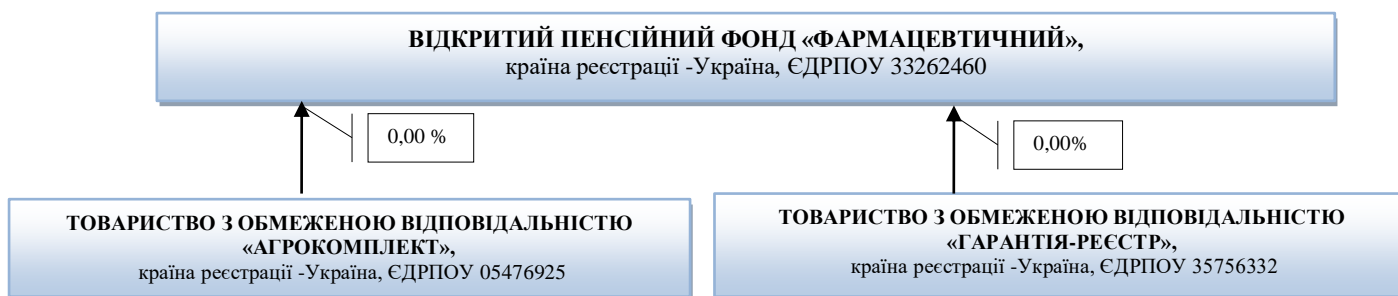 ВІДКРИТИЙ ПЕНСІЙНИЙ ФОНД «ФАРМАЦЕВТИЧНИЙ»,
країна реєстрації -Україна, ЄДРПОУ 33262460
0,00 %
0,00%
ТОВАРИСТВО З ОБМЕЖЕНОЮ ВІДПОВІДАЛЬНІСТЮ
«АГРОКОМПЛЕКТ»,
країна реєстрації -Україна, ЄДРПОУ 05476925
ТОВАРИСТВО З ОБМЕЖЕНОЮ ВІДПОВІДАЛЬНІСТЮ
«ГАРАНТІЯ-РЕЄСТР»,
країна реєстрації -Україна, ЄДРПОУ 35756332